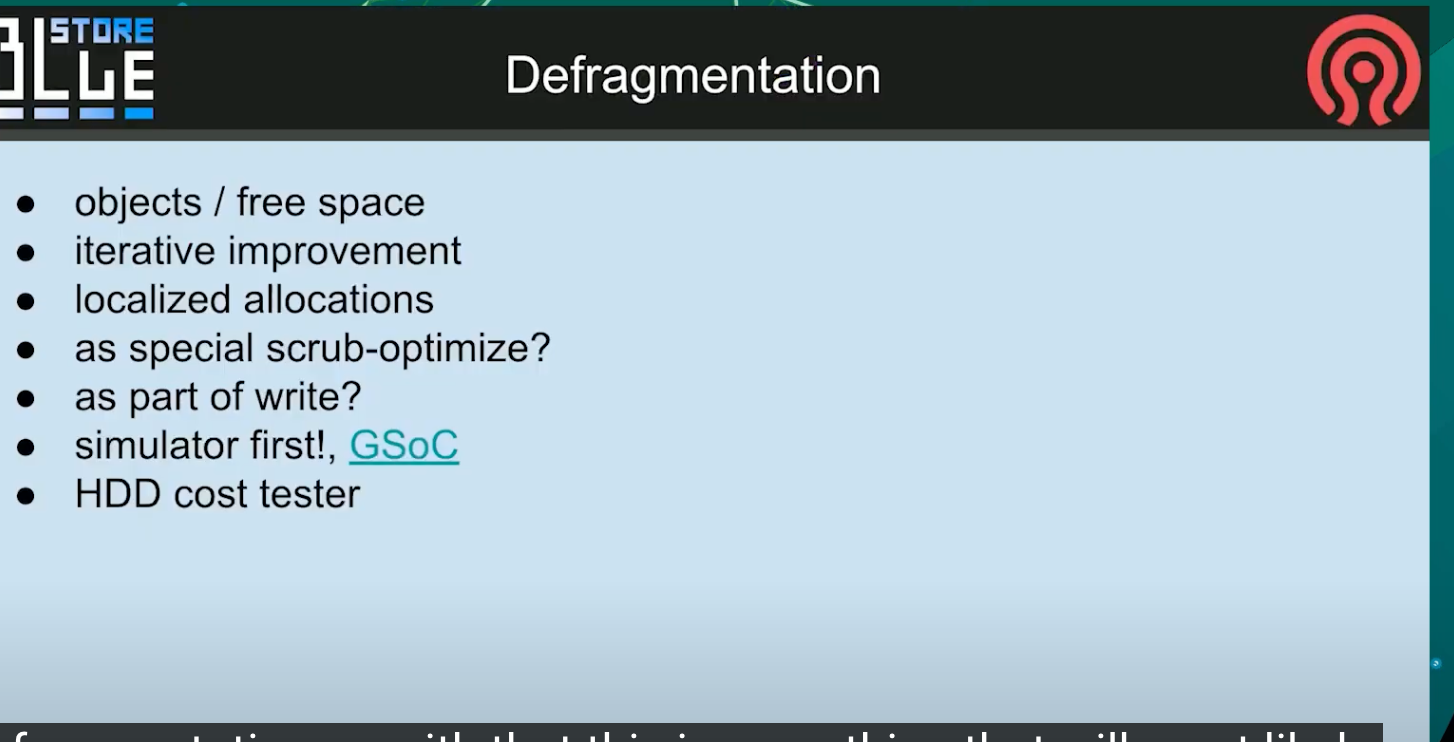 STORE
BLUE
Defragmentation
● objects / free space
● iterative improvement
● localized allocations
● as special scrub-optimize?
● as part of write?
● simulator first!, GSoC
● HDD cost tester